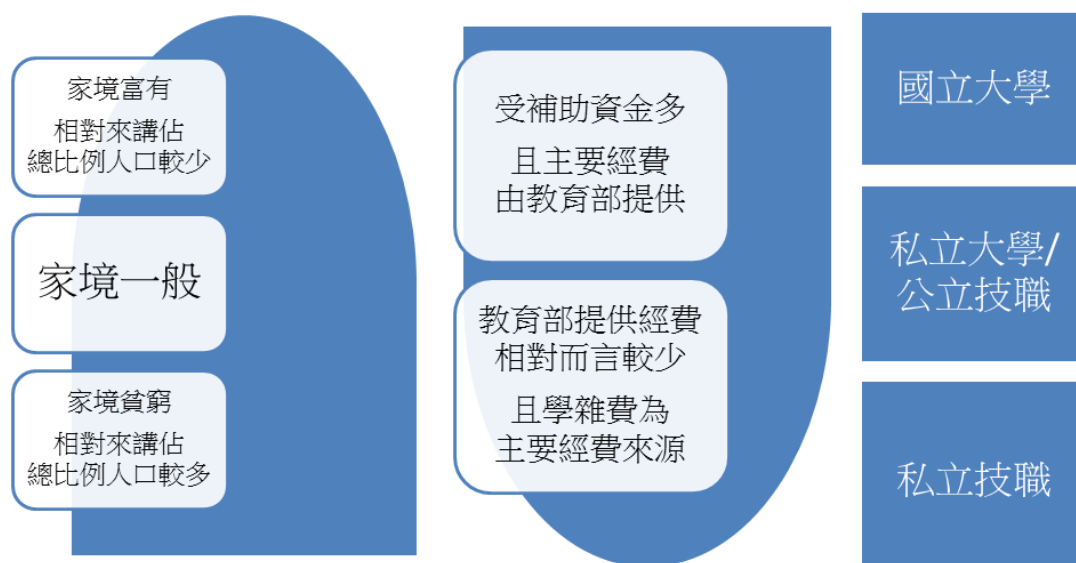 家境富有
相對來講佔
總比例人口較少
家境一般
家境貧窮
相對來講佔
總比例人口較多
受補助資金多
且主要經費
由教育部提供
教育部提供經費
相對而言較少
且學雜費為
主要經費來源
國立大學
私立大學/
公立技職
私立技職